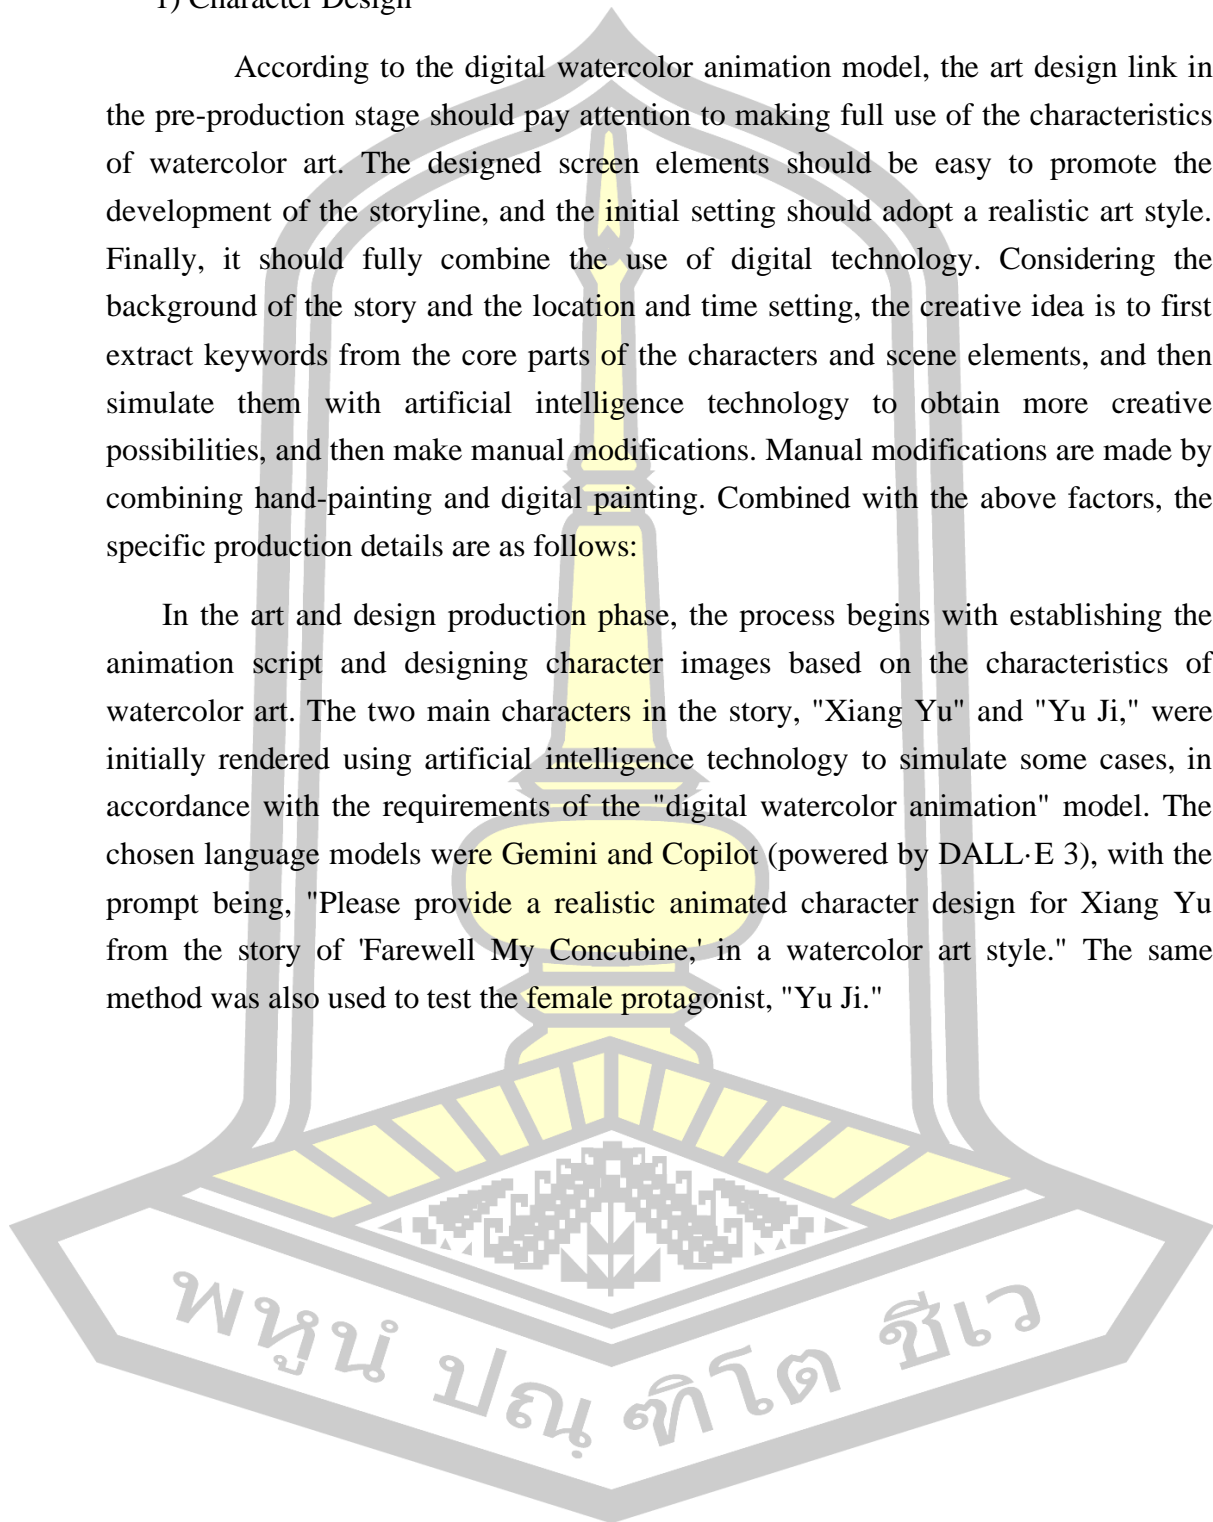 1) Character Design
According to the digital watercolor animation model, the art design link in
the pre-production stage should pay attention to making full use of the characteristics
of watercolor art. The designed screen elements should be easy to promote the
development of the storyline, and the initial setting should adopt a realistic art style.
Finally, it should fully combine the use of digital technology. Considering the
background of the story and the location and time setting, the creative idea is to first
extract keywords from the core parts of the characters and scene elements, and then
simulate them with artificial intelligence technology to obtain more creative
possibilities, and then make manual modifications. Manual modifications are made by
combining hand-painting and digital painting. Combined with the above factors, the
specific production details are as follows:
In the art and design production phase, the process begins with establishing the
animation script and designing character images based on the characteristics of
watercolor art. The two main characters in the story, "Xiang Yu" and "Yu Ji," were
initially rendered using artificial intelligence technology to simulate some cases, in
accordance with the requirements of the "digital watercolor animation" model. The
chosen language models were Gemini and Copilot (powered by DALL·E 3), with the
prompt being, "Please provide a realistic animated character design for Xiang Yu
from the story of 'Farewell My Concubine,' in a watercolor art style." The same
method was also used to test the female protagonist, "Yu Ji."
พหูนํ ปณฺ ฑิโต ชีเว